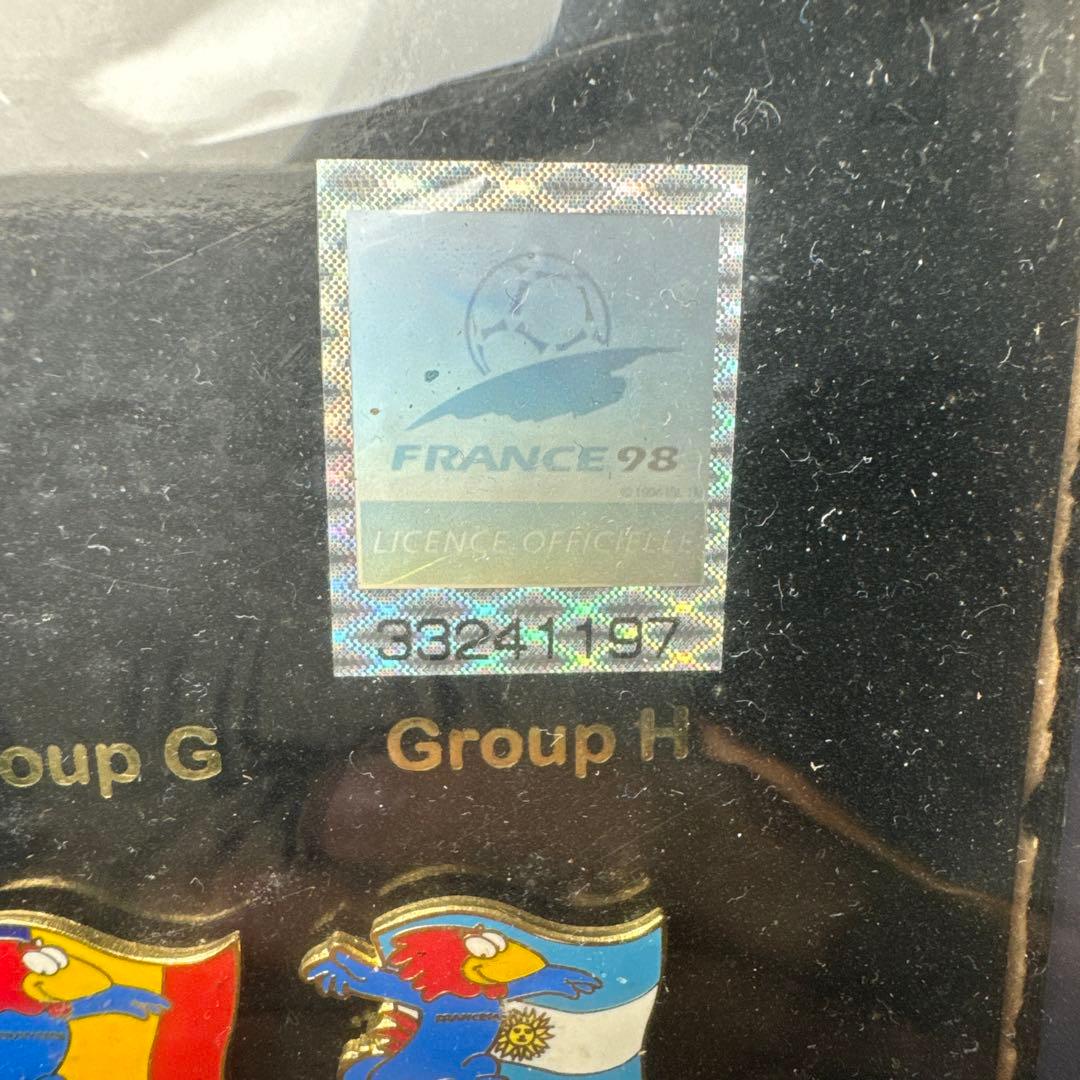 FRANCE 98
LICENCE OFFICIELLE
33241197
oup G
Group H